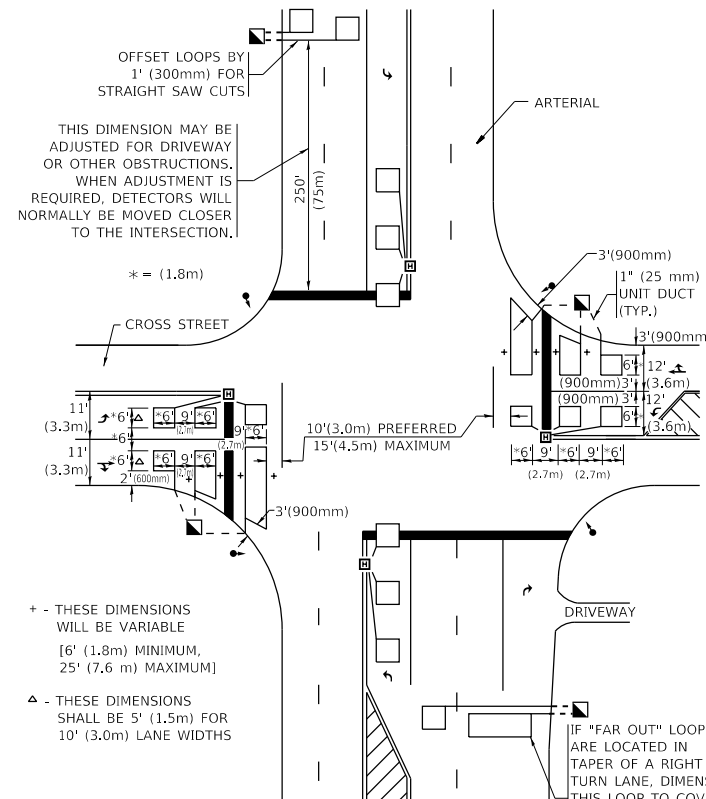 OFFSET LOOPS BY
1' (300mm) FOR
STRAIGHT SAW CUTS
ARTERIAL
THIS DIMENSION MAY BE
ADJUSTED FOR DRIVEWAY
OR OTHER OBSTRUCTIONS.
WHEN ADJUSTMENT IS
REQUIRED, DETECTORS WILL
NORMALLY BE MOVED CLOSER
TO THE INTERSECTION.
250'
(75m)
* = (1.8m)
H
3'(900mm)
1" (25 mm)
UNIT DUCT
(TYP.)
CROSS STREET
3'(900mm
6'* 12'
(3.6m)
(900mm) 3'
(900mm) 3' 12'
6'*
(3.6m)
H
11'
(3.3m)
*6'
*6' 9' *6'
(2.7m)
9' *6'
(2.7m)
*6'
11'
(3.3m)
*6'
*6' 9' *6'
(2.7m)
2' (600mm)
10'(3.0m) PREFERRED
15'(4.5m) MAXIMUM
H
*6' 9' *6' 9' *6'
(2.7m) (2.7m)
3'(900mm)
H
+ - THESE DIMENSIONS
WILL BE VARIABLE
[6' (1.8m) MINIMUM,
25' (7.6 m) MAXIMUM]
DRIVEWAY
△ - THESE DIMENSIONS
SHALL BE 5' (1.5m) FOR
10' (3.0m) LANE WIDTHS
IF "FAR OUT" LOOP
ARE LOCATED IN
TAPER OF A RIGHT
TURN LANE, DIMENS
THIS LOOP TO COV